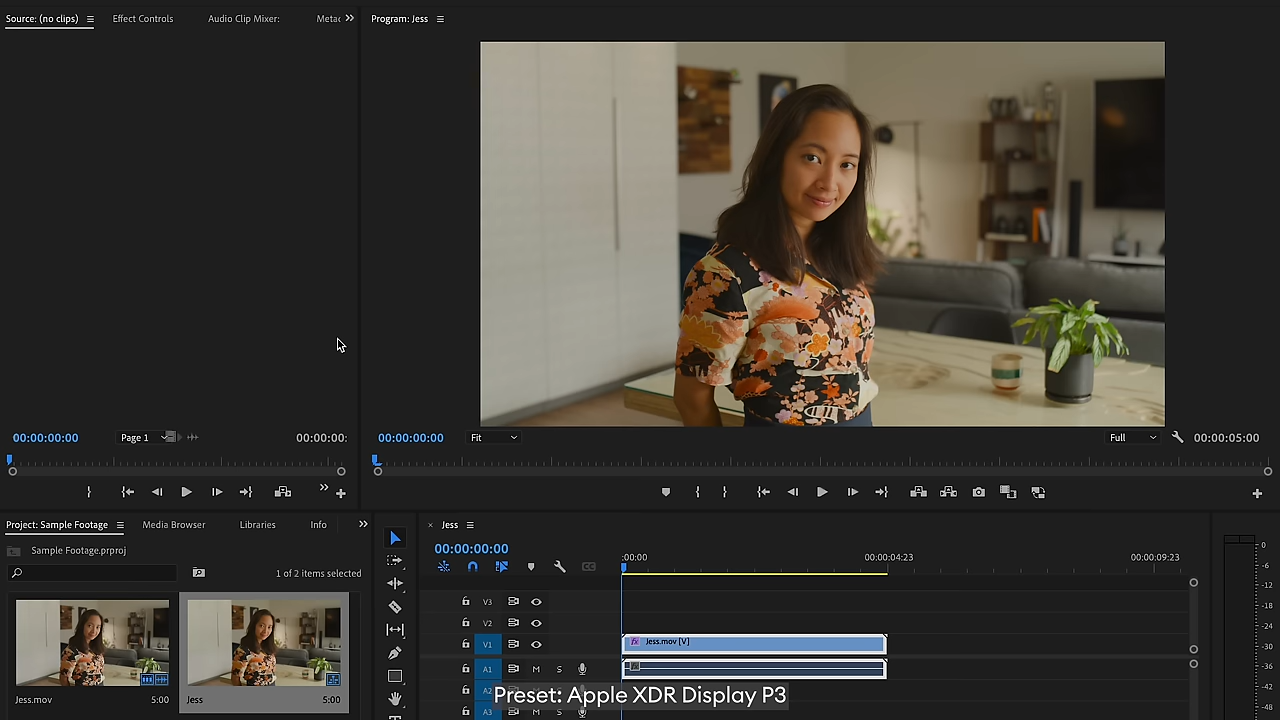 Source: (no clips)
Effect Controls
Audio Clip Mixer:
Metac
Program: Jess
00:00:00:00
Page 1
00:00:00:
00:00:00:00
Fit
Full
00:00:05:00
Project: Sample Footage
Media Browser
Libraries
Info
Sample Footage.prproj
1 of 2 items selected
Jess.mov
5:00
Jess
5:00
Jess
00:00:00:00
CC
:00:00
00:00:04:23
00:00:09:23
V3
V2
V1
fx
Jess.mov [V]
A1
M
S
A2
A3
M
S
0
-6
-12
-18
-24
-30
-36
-42
-48
Preset: Apple XDR Display P3